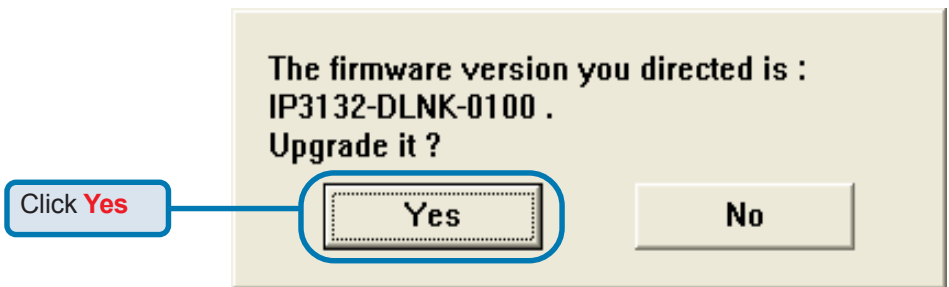 The firmware version you directed is :
IP3132-DLNK-0100 .
Upgrade it ?
Click Yes
Yes
No